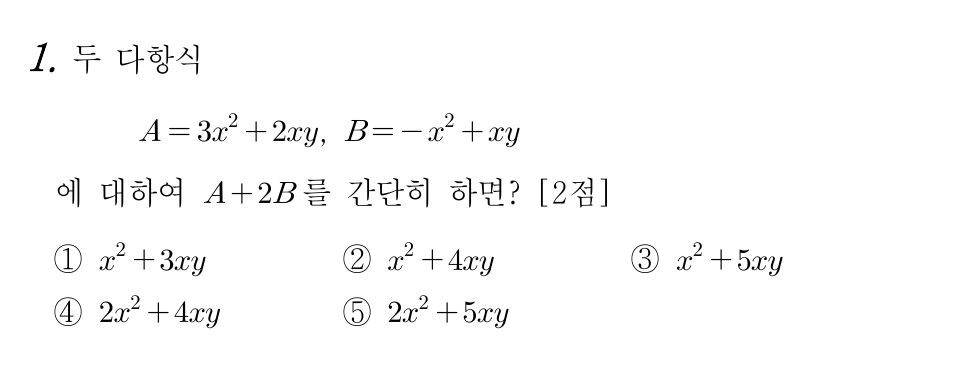 1. 두 다항식
A = 3x² + 2xy, B = −x² + xy
에 대하여 A + 2B를 간단히 하면? [2점]
① x² + 3xy ② x² + 4xy ③ x² + 5xy
④ 2x² + 4xy ⑤ 2x² + 5xy